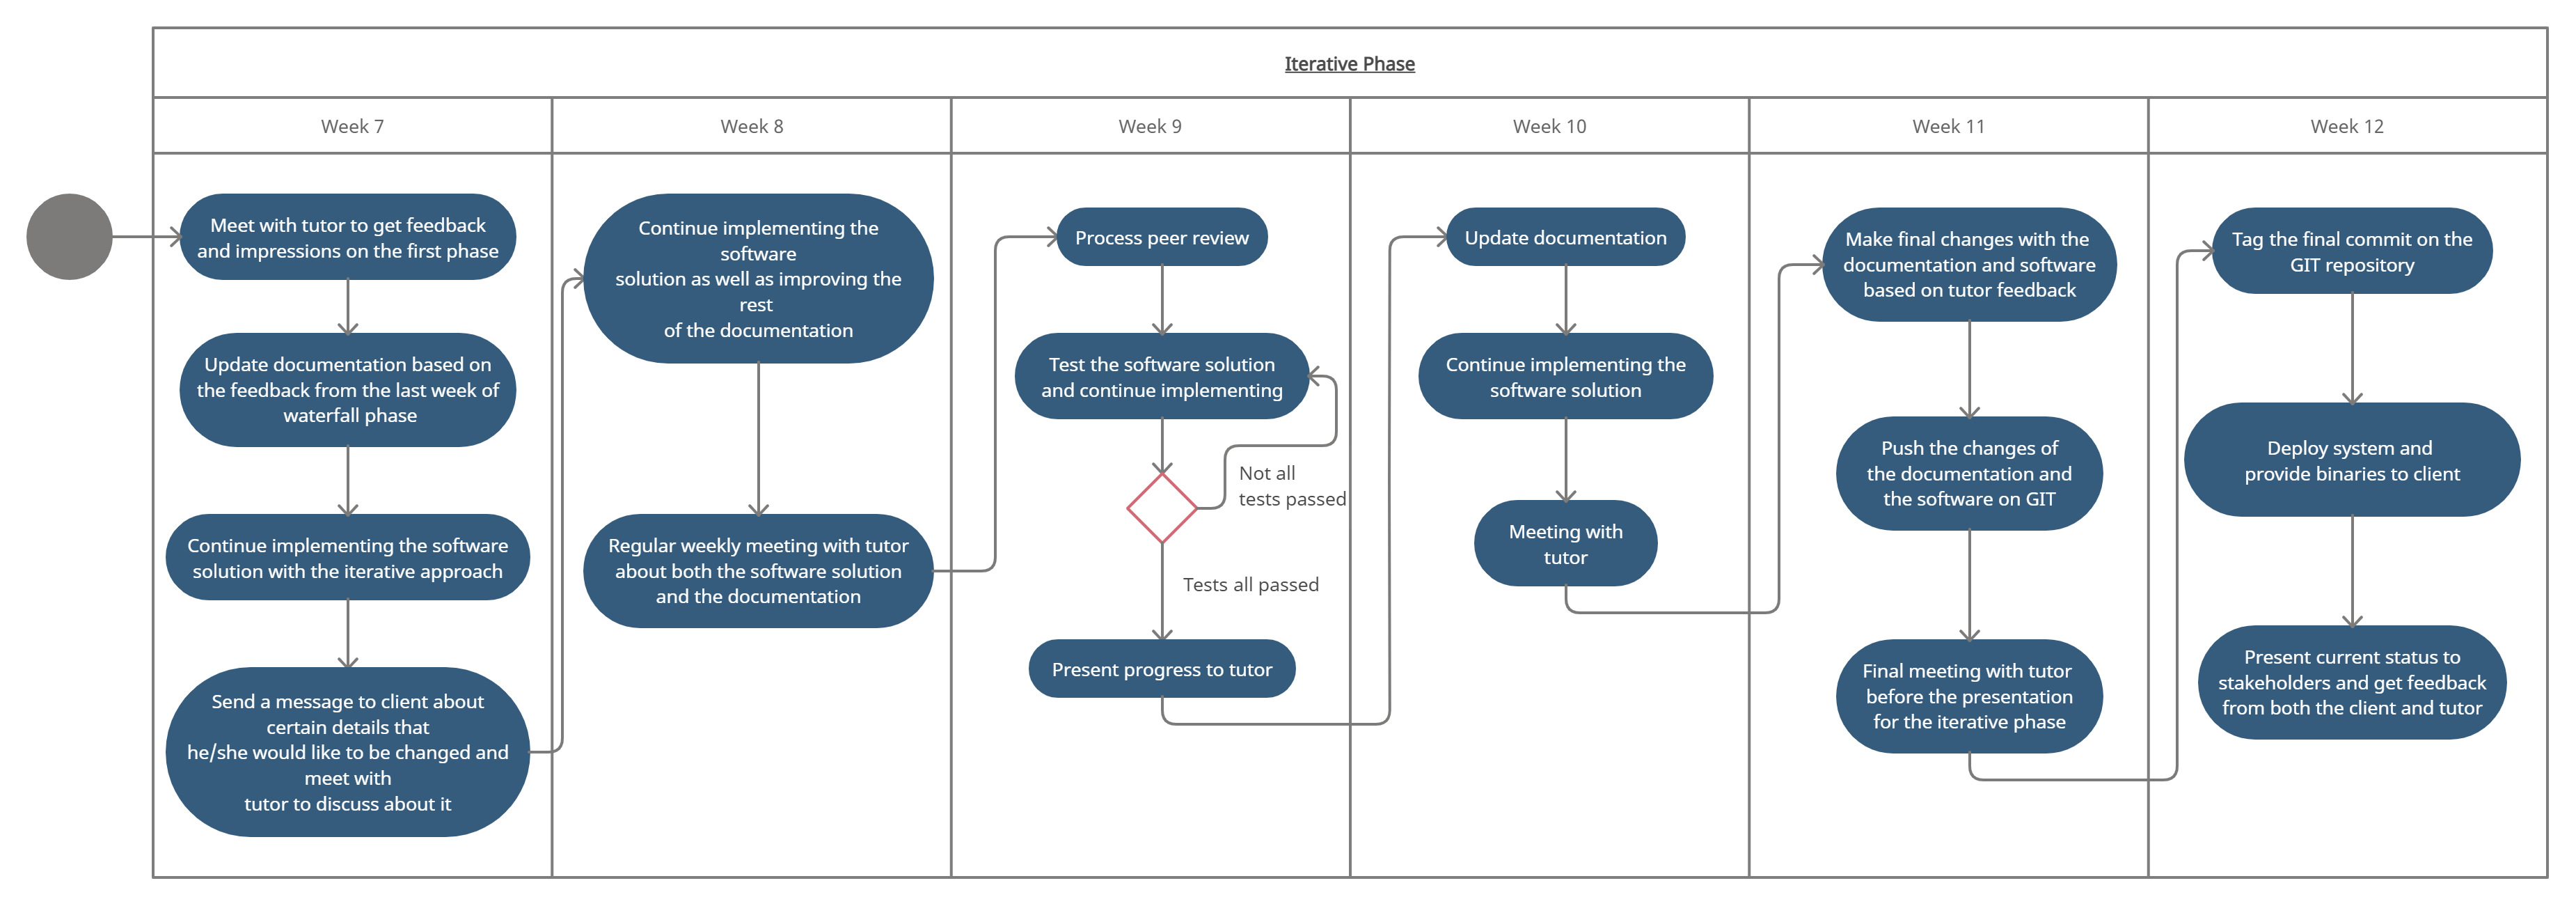 Iterative Phase
Week 7
Week 8
Week 9
Week 10
Week 11
Week 12
Meet with tutor to get feedback
and impressions on the first phase
Update documentation based on
the feedback from the last week of
waterfall phase
Continue implementing the software
solution with the iterative approach
Send a message to client about
certain details that
he/she would like to be changed and
meet with
tutor to discuss about it
Continue implementing the
software
solution as well as improving the
rest
of the documentation
Regular weekly meeting with tutor
about both the software solution
and the documentation
Process peer review
Test the software solution
and continue implementing
Not all
tests passed
Tests all passed
Present progress to tutor
Update documentation
Continue implementing the
software solution
Meeting with
tutor
Make final changes with the
documentation and software
based on tutor feedback
Push the changes of
the documentation and
the software on GIT
Final meeting with tutor
before the presentation
for the iterative phase
Tag the final commit on the
GIT repository
Deploy system and
provide binaries to client
Present current status to
stakeholders and get feedback
from both the client and tutor